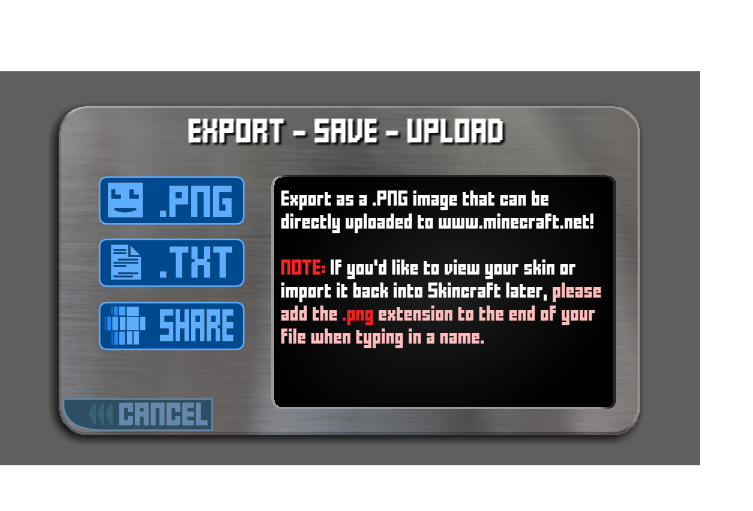 EXPORT - SAVE - UPLOAD
.PNG
.TXT
SHARE
CANCEL
Export as a .PNG image that can be
directly uploaded to www.minecraft.net!
NOTE: If you'd like to view your skin or
import it back into Skincraft later, please
add the .png extension to the end of your
file when typing in a name.